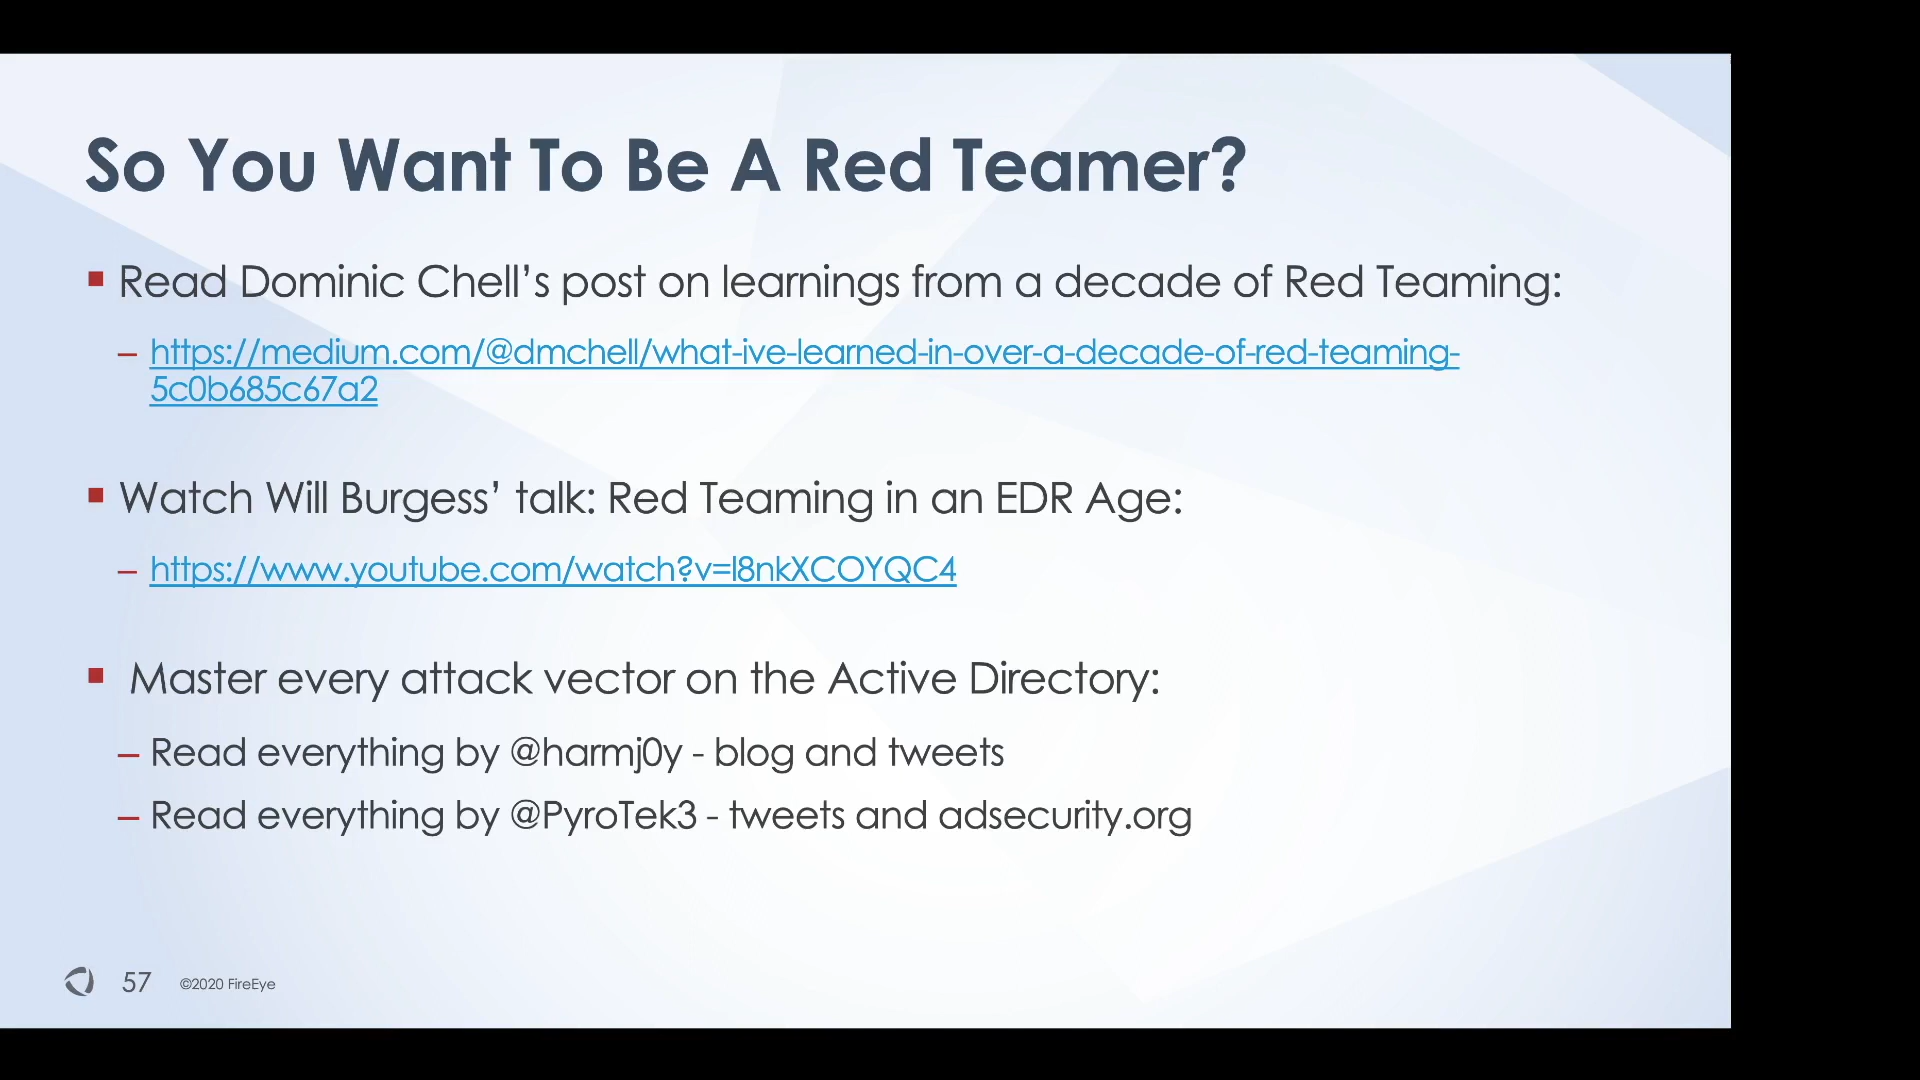 So You Want To Be A Red Teamer?
▪ Read Dominic Chell’s post on learnings from a decade of Red Teaming:
– https://medium.com/@dmchell/what-ive-learned-in-over-a-decade-of-red-teaming-
5c0b685c67a2
▪ Watch Will Burgess’ talk: Red Teaming in an EDR Age:
– https://www.youtube.com/watch?v=l8nkXCOYQC4
▪ Master every attack vector on the Active Directory:
– Read everything by @harmj0y - blog and tweets
– Read everything by @PyroTek3 - tweets and adsecurity.org
57 ©2020 FireEye